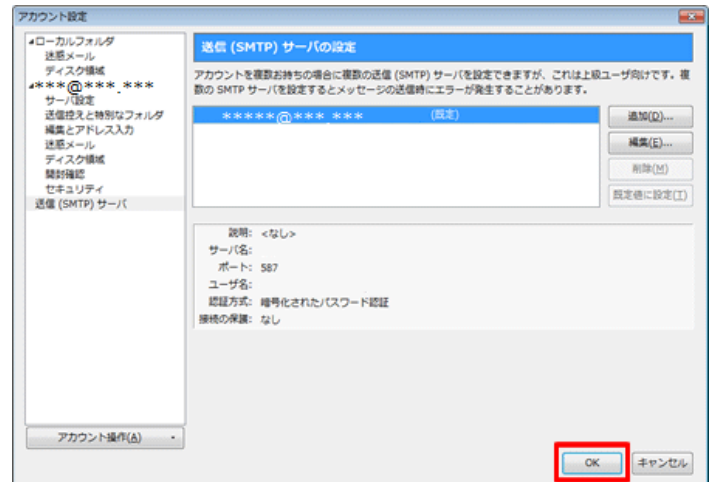 アカウント設定
ローカルフォルダ
迷惑メール
ディスク領域
***@***.***
サーバ設定
送信控えと特別なフォルダ
編集とアドレス入力
迷惑メール
ディスク領域
開封確認
セキュリティ
送信 (SMTP) サーバ
アカウント操作(A)
送信 (SMTP) サーバの設定
アカウントを複数お持ちの場合に複数の送信 (SMTP) サーバを設定できますが、これは上級ユーザ向けです。複
数の SMTP サーバを設定するとメッセージの送信時にエラーが発生することがあります。
*****@***.*** (既定)
追加(D)...
編集(E)...
削除(M)
既定値に設定(T)
説明: <なし>
サーバ名:
ポート: 587
ユーザ名:
認証方式: 暗号化されたパスワード認証
接続の保護: なし
OK
キャンセル